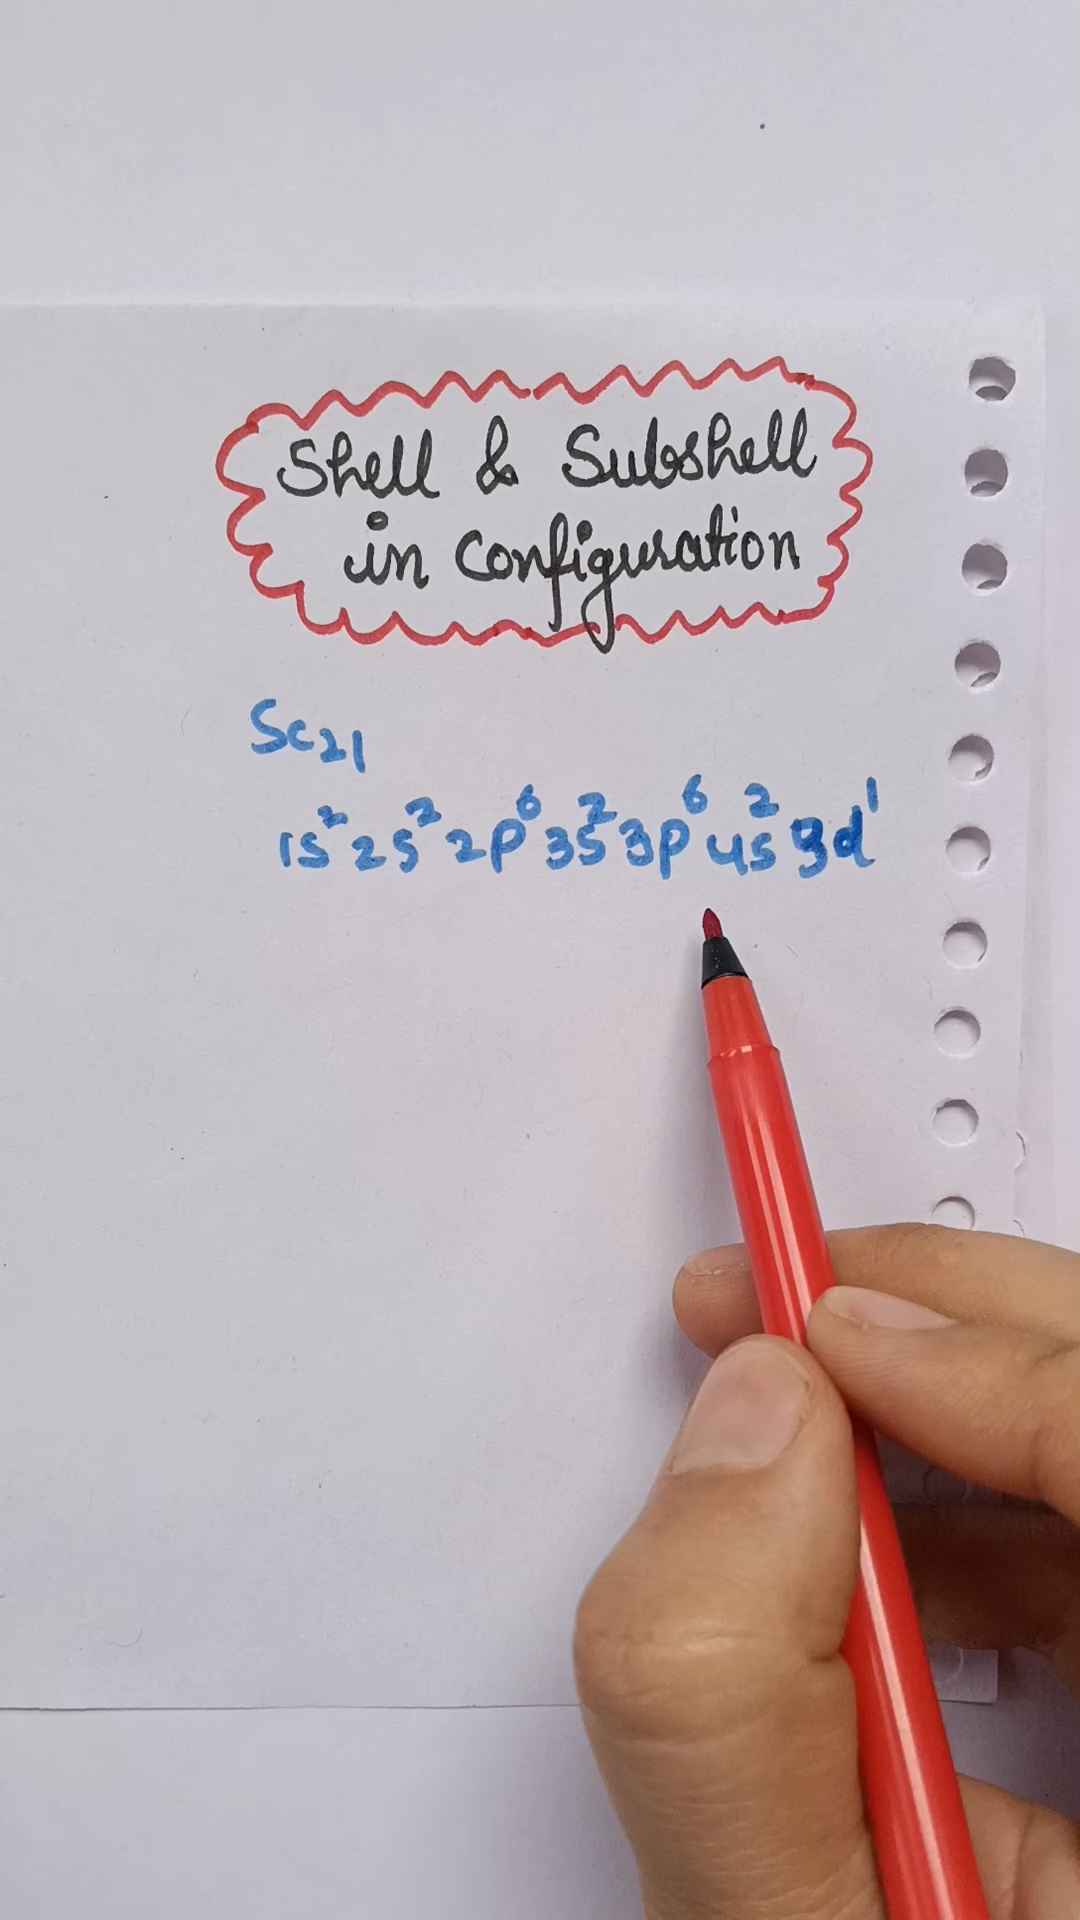 Shell & Subshell
in Configuration
Sc₂₁
1s² 2s² 2p⁶ 3s² 3p⁶ 4s² 3d¹